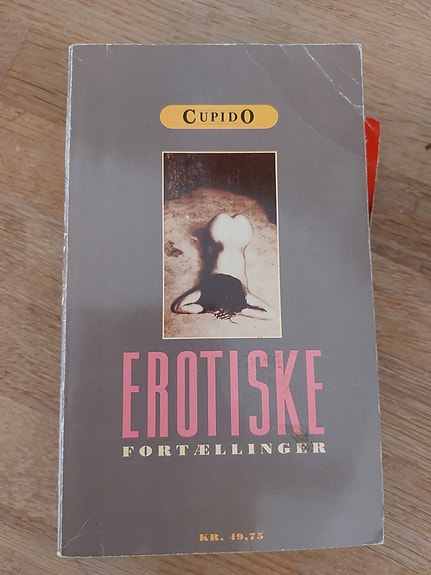 CUPIDO
EROTISKE
FORTÆLLINGER
KR. 49,75